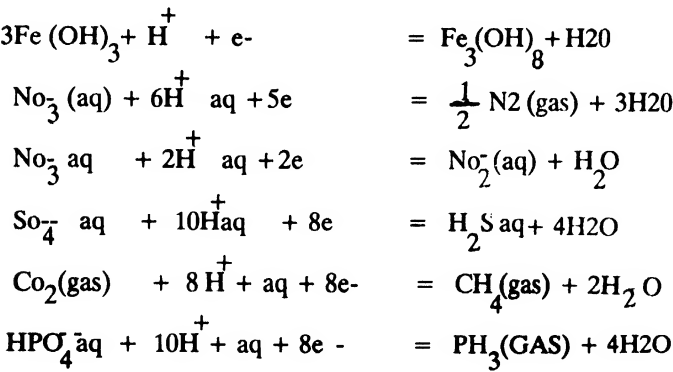 3Fe (OH)₃ + H⁺ + e- = Fe₃(OH)₈ + H20
No₃⁻ (aq) + 6H⁺ aq +5e = 1/2 N2 (gas) + 3H20
No₃⁻ aq + 2H⁺ aq +2e = No₂⁻ (aq) + H₂O
So₄⁻⁻ aq + 10H⁺aq + 8e = H₂S aq+ 4H2O
Co₂(gas) + 8 H⁺ + aq + 8e- = CH₄(gas) + 2H₂O
HPO₄⁻⁻ aq + 10H⁺ + aq + 8e - = PH₃(GAS) + 4H2O